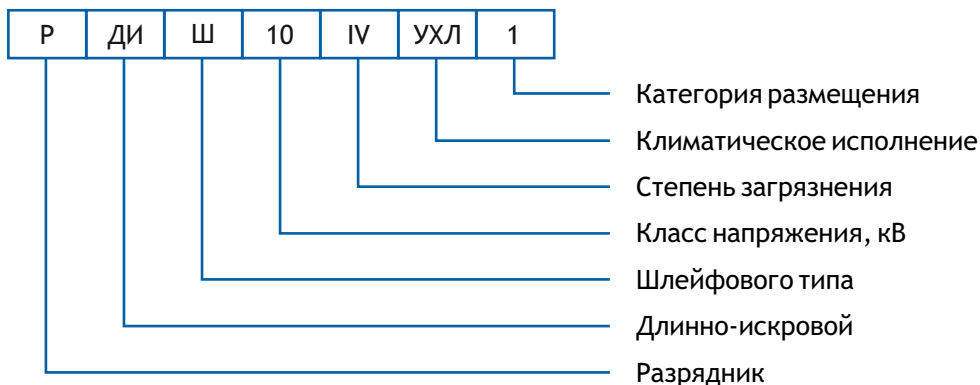 Р ДИ Ш 10 IV УХЛ 1
Категория размещения
Климатическое исполнение
Степень загрязнения
Класс напряжения, кВ
Шлейфового типа
Длинно-искровой
Разрядник